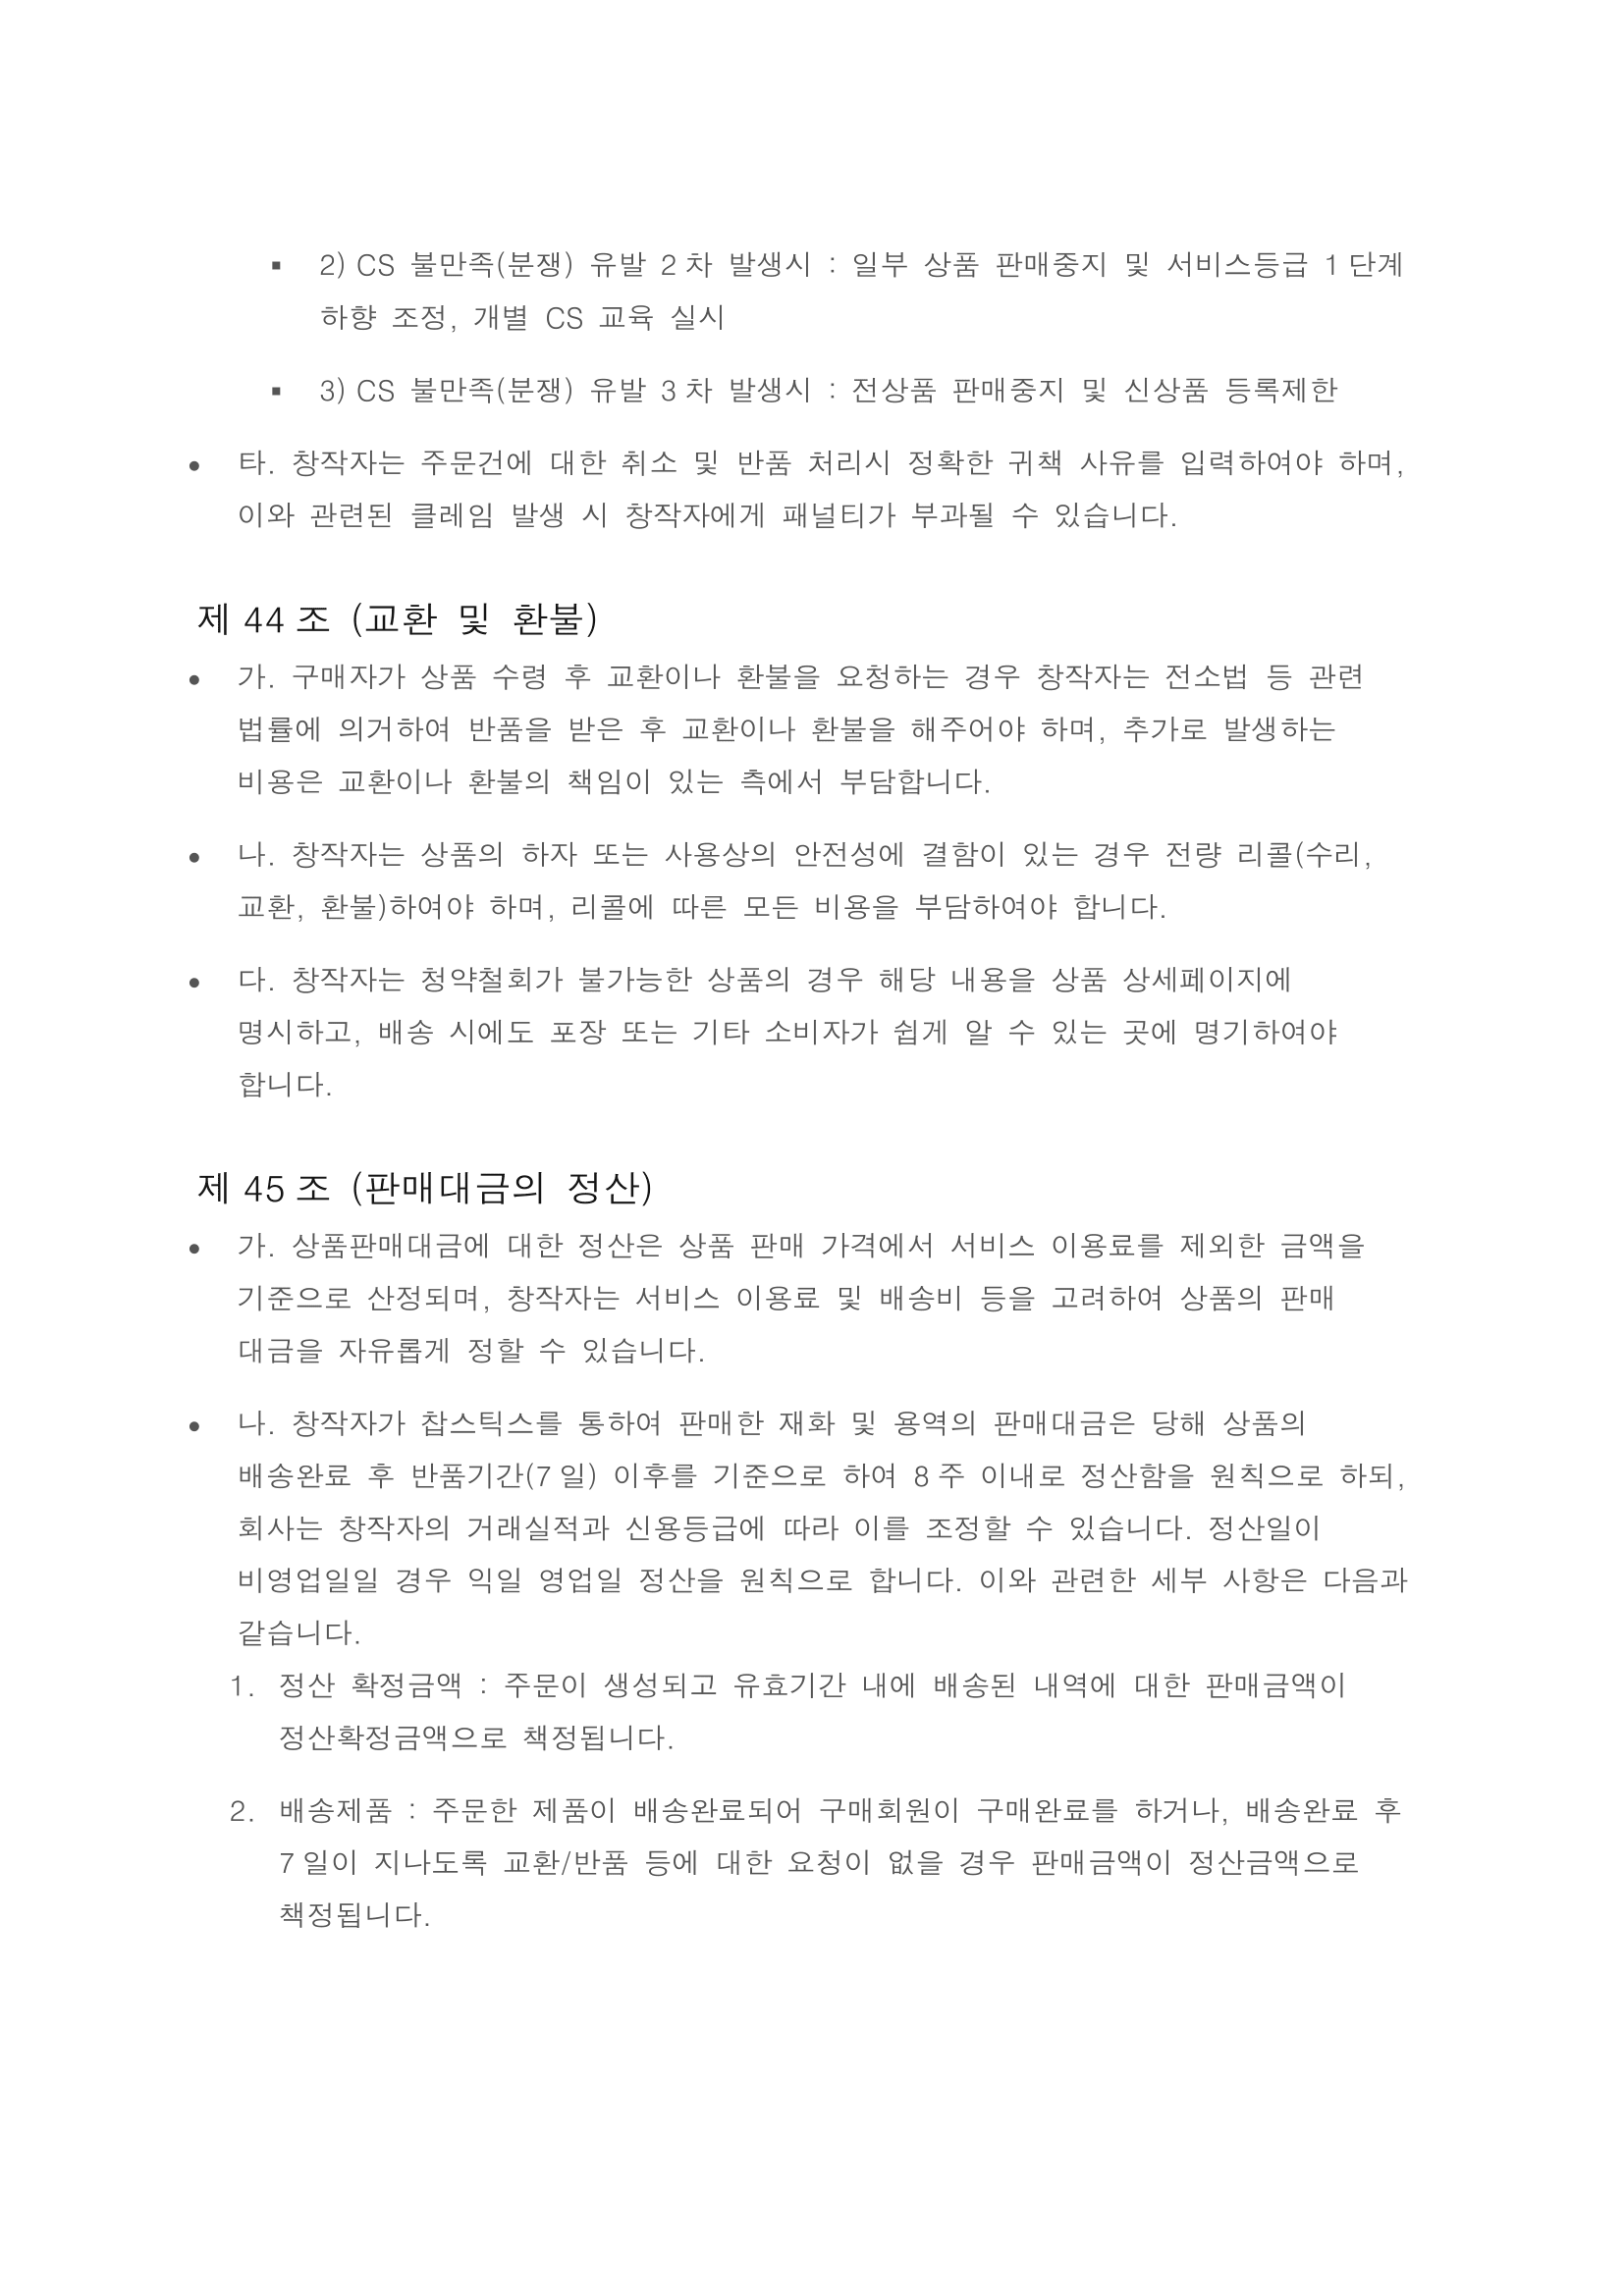 ▪ 2) CS 불만족(분쟁) 유발 2차 발생시 : 일부 상품 판매중지 및 서비스등급 1단계
하향 조정, 개별 CS 교육 실시
▪ 3) CS 불만족(분쟁) 유발 3차 발생시 : 전상품 판매중지 및 신상품 등록제한
● 타. 창작자는 주문건에 대한 취소 및 반품 처리시 정확한 귀책 사유를 입력하여야 하며,
이와 관련된 클레임 발생 시 창작자에게 패널티가 부과될 수 있습니다.
제 44 조 (교환 및 환불)
● 가. 구매자가 상품 수령 후 교환이나 환불을 요청하는 경우 창작자는 전소법 등 관련
법률에 의거하여 반품을 받은 후 교환이나 환불을 해주어야 하며, 추가로 발생하는
비용은 교환이나 환불의 책임이 있는 측에서 부담합니다.
● 나. 창작자는 상품의 하자 또는 사용상의 안전성에 결함이 있는 경우 전량 리콜(수리,
교환, 환불)하여야 하며, 리콜에 따른 모든 비용을 부담하여야 합니다.
● 다. 창작자는 청약철회가 불가능한 상품의 경우 해당 내용을 상품 상세페이지에
명시하고, 배송 시에도 포장 또는 기타 소비자가 쉽게 알 수 있는 곳에 명기하여야
합니다.
제 45 조 (판매대금의 정산)
● 가. 상품판매대금에 대한 정산은 상품 판매 가격에서 서비스 이용료를 제외한 금액을
기준으로 산정되며, 창작자는 서비스 이용료 및 배송비 등을 고려하여 상품의 판매
대금을 자유롭게 정할 수 있습니다.
● 나. 창작자가 찹스틱스를 통하여 판매한 재화 및 용역의 판매대금은 당해 상품의
배송완료 후 반품기간(7일) 이후를 기준으로 하여 8주 이내로 정산함을 원칙으로 하되,
회사는 창작자의 거래실적과 신용등급에 따라 이를 조정할 수 있습니다. 정산일이
비영업일일 경우 익일 영업일 정산을 원칙으로 합니다. 이와 관련한 세부 사항은 다음과
같습니다.
1. 정산 확정금액 : 주문이 생성되고 유효기간 내에 배송된 내역에 대한 판매금액이
정산확정금액으로 책정됩니다.
2. 배송제품 : 주문한 제품이 배송완료되어 구매회원이 구매완료를 하거나, 배송완료 후
7일이 지나도록 교환/반품 등에 대한 요청이 없을 경우 판매금액이 정산금액으로
책정됩니다.